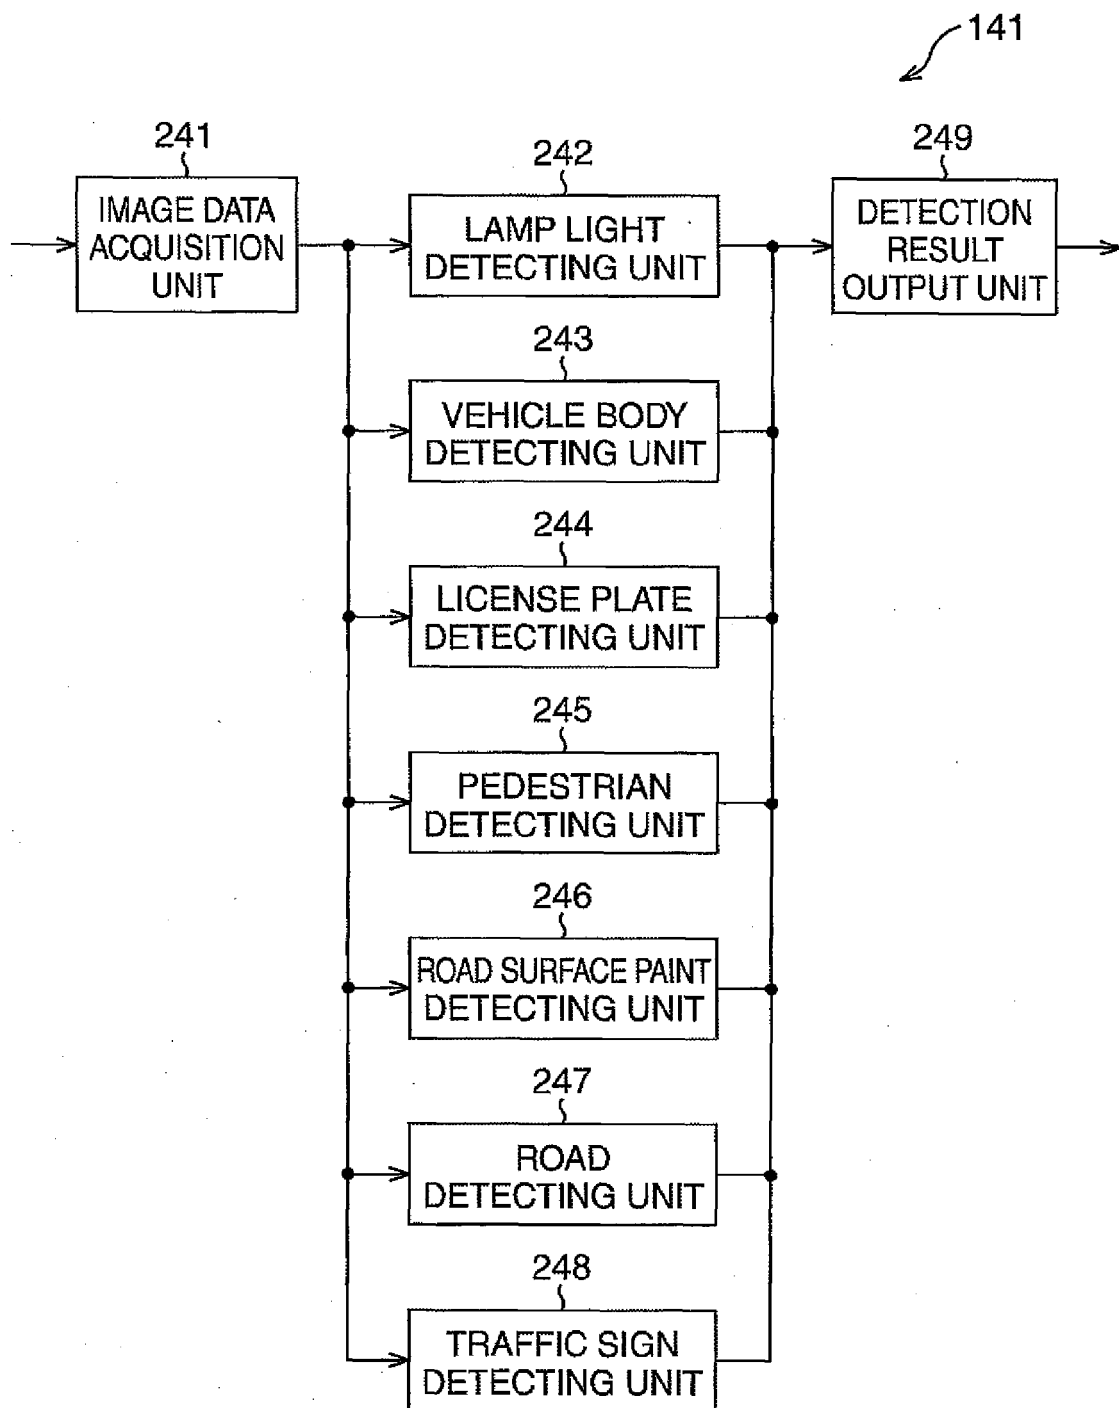 141
241
IMAGE DATA
ACQUISITION
UNIT
242
LAMP LIGHT
DETECTING UNIT
249
DETECTION
RESULT
OUTPUT UNIT
243
VEHICLE BODY
DETECTING UNIT
244
LICENSE PLATE
DETECTING UNIT
245
PEDESTRIAN
DETECTING UNIT
246
ROAD SURFACE PAINT
DETECTING UNIT
247
ROAD
DETECTING UNIT
248
TRAFFIC SIGN
DETECTING UNIT